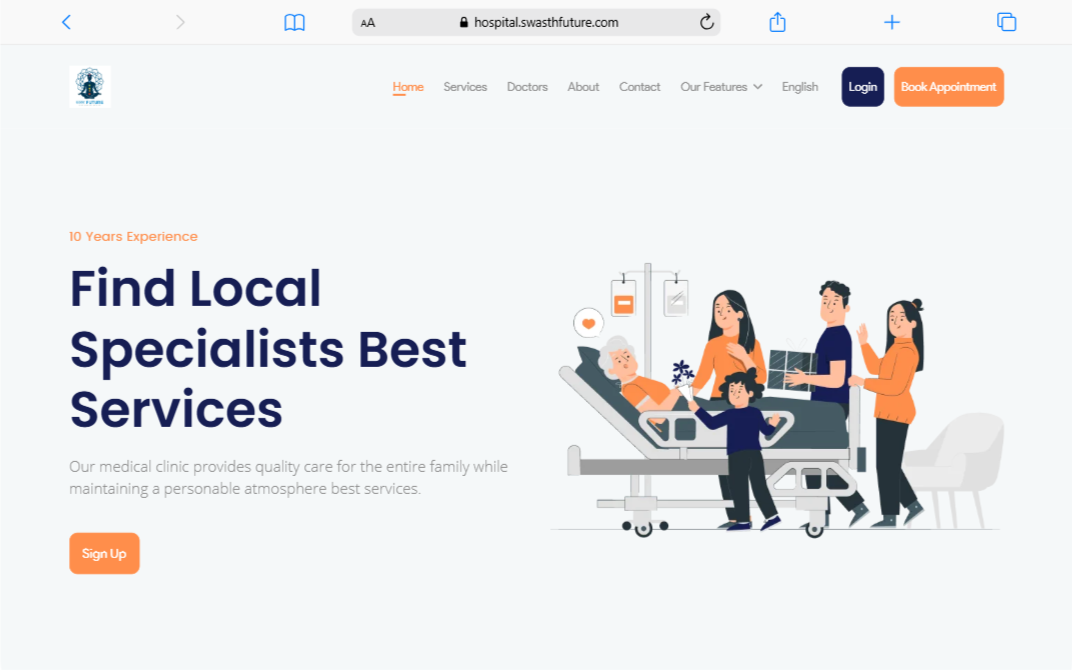 AA
hospital.swasthfuture.com
Home
Services
Doctors
About
Contact
Our Features
English
Login
Book Appointment
10 Years Experience
Find Local
Specialists Best
Services
Our medical clinic provides quality care for the entire family while
maintaining a personable atmosphere best services.
Sign Up